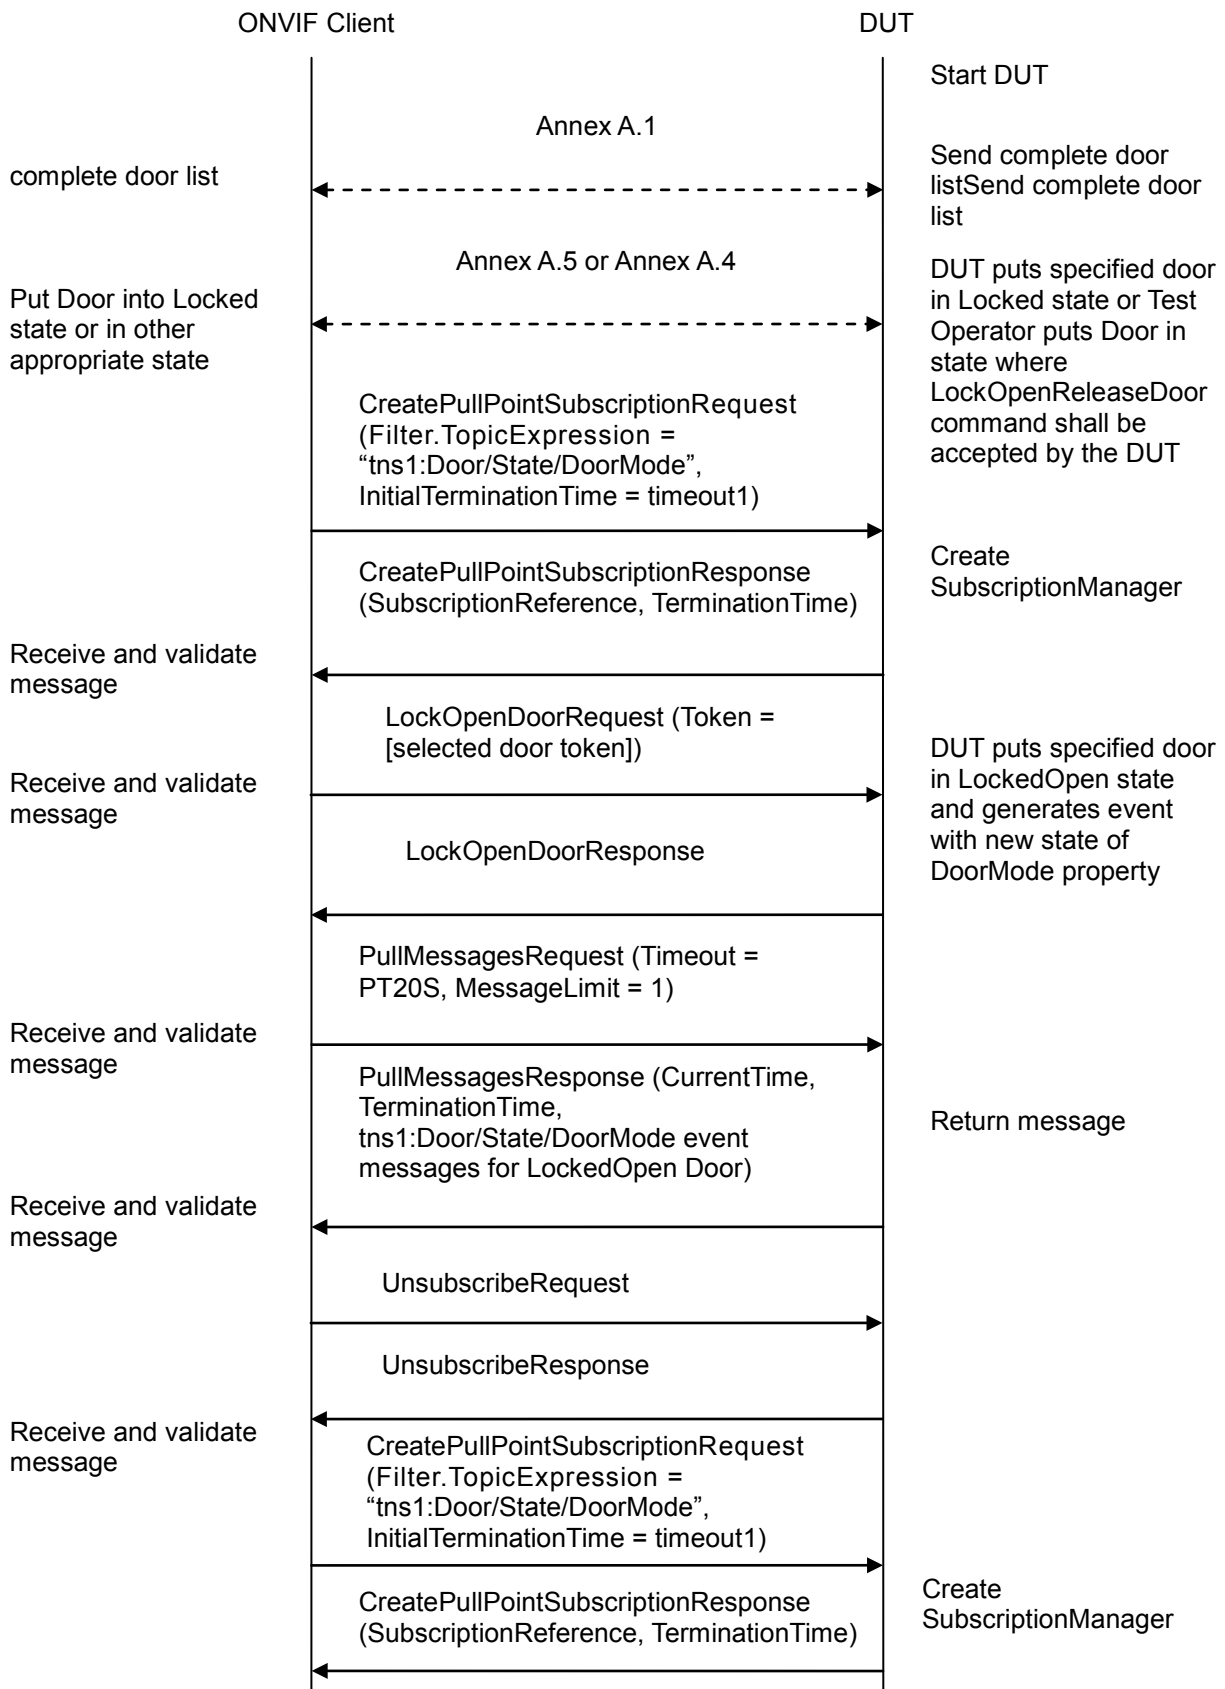 ONVIF Client
DUT
Start DUT
Annex A.1
complete door list
Send complete door
listSend complete door
list
Annex A.5 or Annex A.4
Put Door into Locked
state or in other
appropriate state
DUT puts specified door
in Locked state or Test
Operator puts Door in
state where
LockOpenReleaseDoor
command shall be
accepted by the DUT
CreatePullPointSubscriptionRequest
(Filter.TopicExpression =
“tns1:Door/State/DoorMode”,
InitialTerminationTime = timeout1)
Create
SubscriptionManager
CreatePullPointSubscriptionResponse
(SubscriptionReference, TerminationTime)
Receive and validate
message
LockOpenDoorRequest (Token =
[selected door token])
DUT puts specified door
in LockedOpen state
and generates event
with new state of
DoorMode property
Receive and validate
message
LockOpenDoorResponse
PullMessagesRequest (Timeout =
PT20S, MessageLimit = 1)
Receive and validate
message
PullMessagesResponse (CurrentTime,
TerminationTime,
tns1:Door/State/DoorMode event
messages for LockedOpen Door)
Return message
Receive and validate
message
UnsubscribeRequest
UnsubscribeResponse
Receive and validate
message
CreatePullPointSubscriptionRequest
(Filter.TopicExpression =
“tns1:Door/State/DoorMode”,
InitialTerminationTime = timeout1)
Create
SubscriptionManager
CreatePullPointSubscriptionResponse
(SubscriptionReference, TerminationTime)